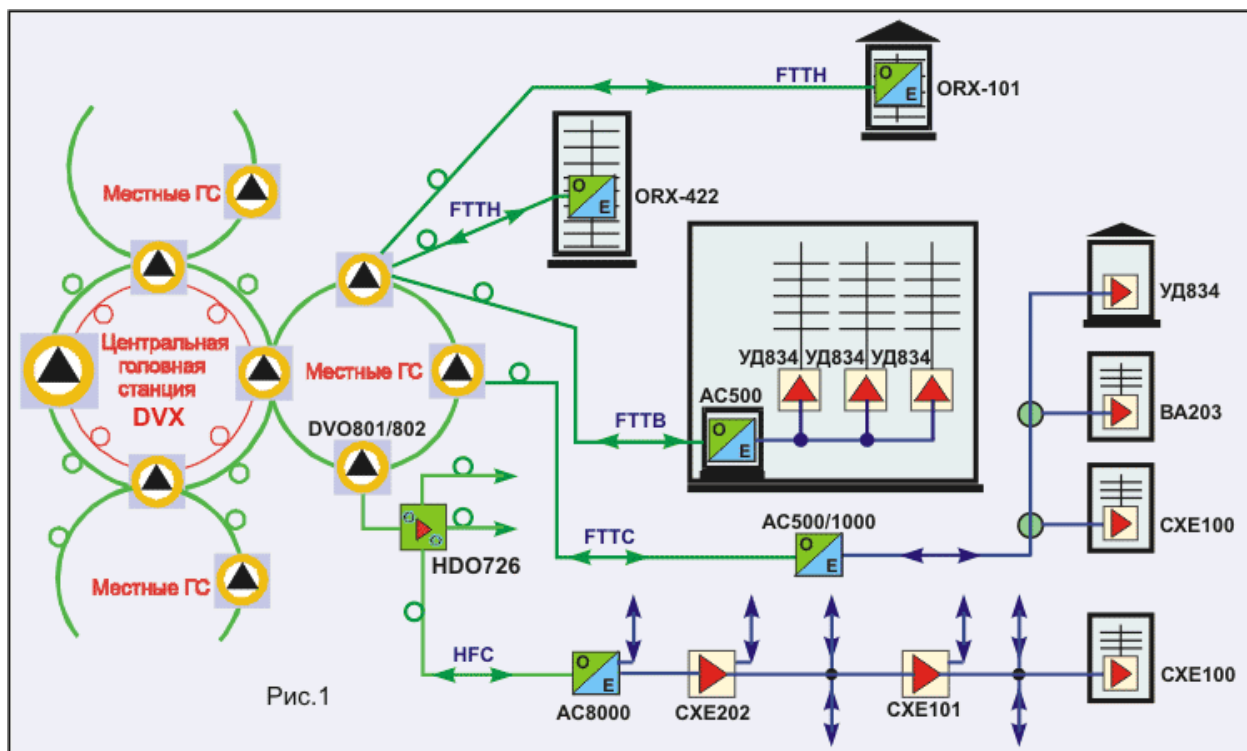 FTTH
ORX-101
Местные ГС
O
E
ORX-422
FTTH
O
E
УД834
Центральная
головная
станция
DVX
Местные ГС
УД834 УД834 УД834
AC500
BA203
DVO801/802
FTTB
O
E
AC500/1000
CXE100
FTTC
O
E
HDO726
Местные ГС
HFC
O
E
CXE100
Рис.1
AC8000
CXE202
CXE101